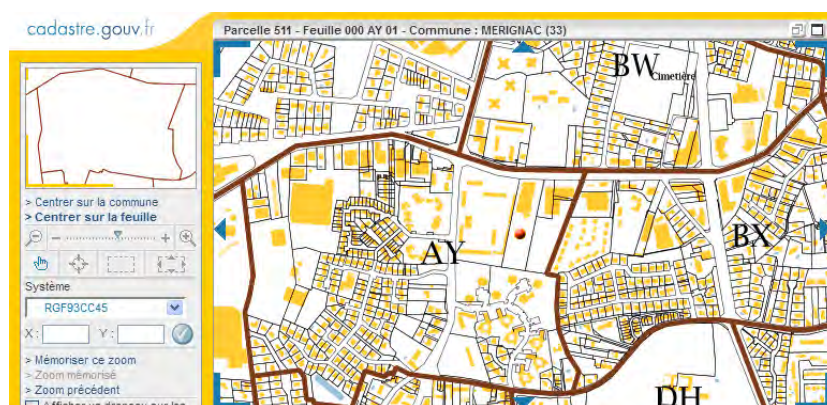 cadastre.gouv.fr
Parcelle 511 - Feuille 000 AY 01 - Commune : MERIGNAC (33)
BW
Cimetière
> Centrer sur la commune
> Centrer sur la feuille
AY
BX
Système
RGF93CC45
X : Y :
> Mémoriser ce zoom
> Zoom mémorisé
> Zoom précédent
DH